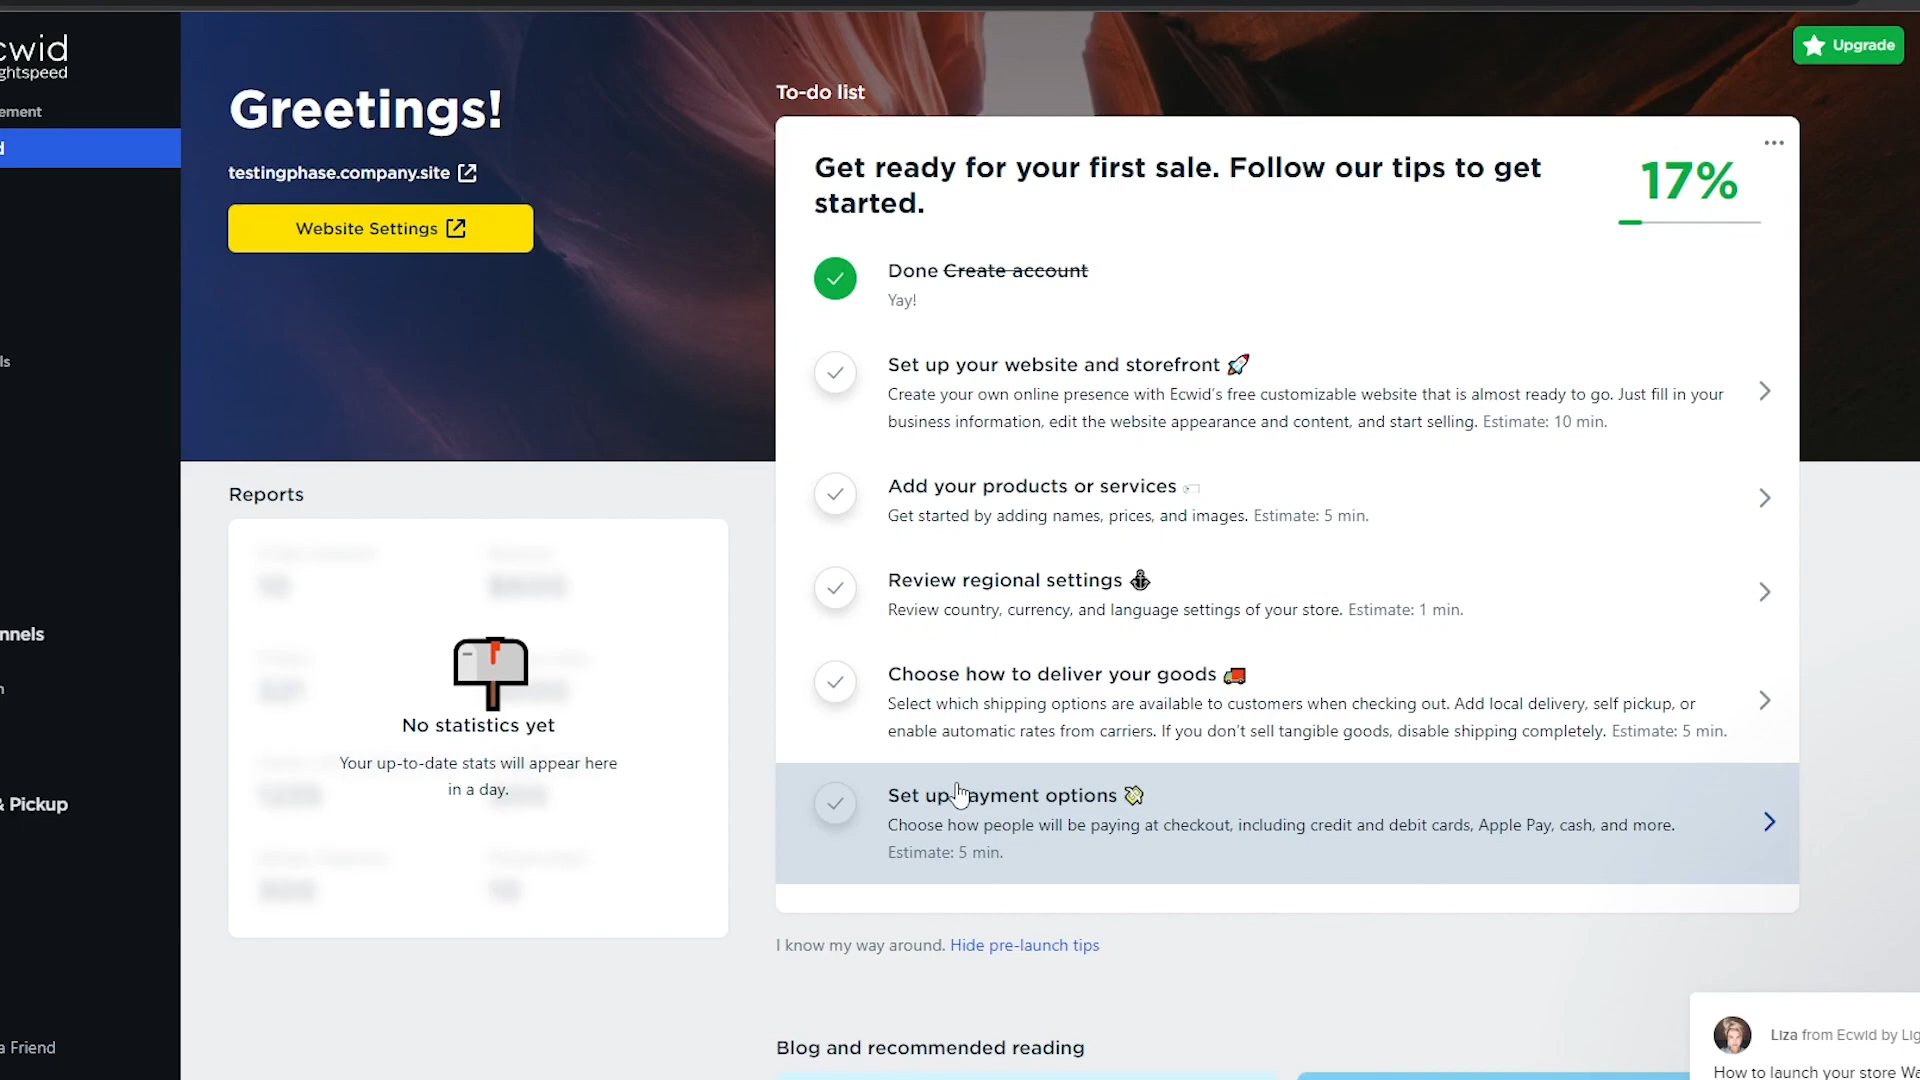 cwid
ghtspeed
ement
d
ls
nnels
n
& Pickup
a Friend
Upgrade
Greetings!
testingphase.company.site
Website Settings
To-do list
Get ready for your first sale. Follow our tips to get
started.
17%
Done Create account
Yay!
Set up your website and storefront
Create your own online presence with Ecwid's free customizable website that is almost ready to go. Just fill in your
business information, edit the website appearance and content, and start selling. Estimate: 10 min.
Add your products or services
Get started by adding names, prices, and images. Estimate: 5 min.
Review regional settings
Review country, currency, and language settings of your store. Estimate: 1 min.
Choose how to deliver your goods
Select which shipping options are available to customers when checking out. Add local delivery, self pickup, or
enable automatic rates from carriers. If you don't sell tangible goods, disable shipping completely. Estimate: 5 min.
Set up payment options
Choose how people will be paying at checkout, including credit and debit cards, Apple Pay, cash, and more.
Estimate: 5 min.
I know my way around. Hide pre-launch tips
Reports
No statistics yet
Your up-to-date stats will appear here
in a day.
Blog and recommended reading
Liza from Ecwid by Lig
How to launch your store Wa